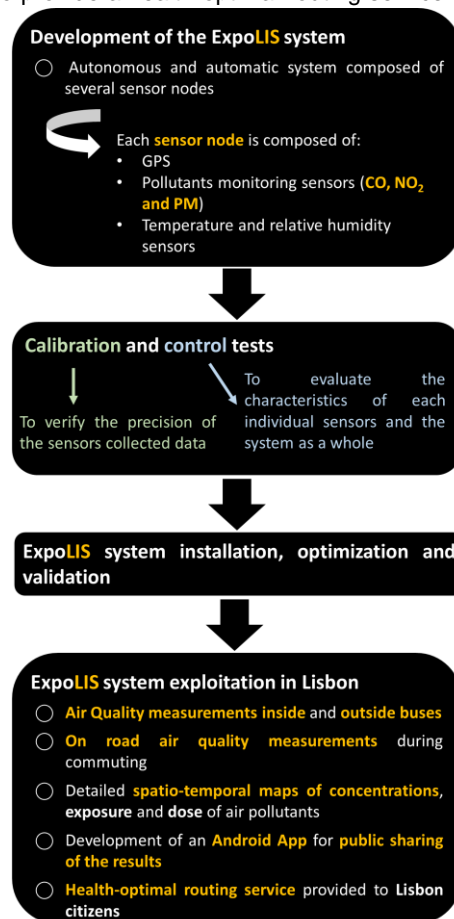 Development of the ExpoLIS system
○ Autonomous and automatic system composed of
several sensor nodes
Each sensor node is composed of:
• GPS
• Pollutants monitoring sensors (CO, NO₂
and PM)
• Temperature and relative humidity
sensors
Calibration and control tests
To verify the precision of
the sensors collected data
To evaluate the
characteristics of each
individual sensors and the
system as a whole
ExpoLIS system installation, optimization and
validation
ExpoLIS system exploitation in Lisbon
○ Air Quality measurements inside and outside buses
○ On road air quality measurements during
commuting
○ Detailed spatio-temporal maps of concentrations,
exposure and dose of air pollutants
○ Development of an Android App for public sharing
of the results
○ Health-optimal routing service provided to Lisbon
citizens